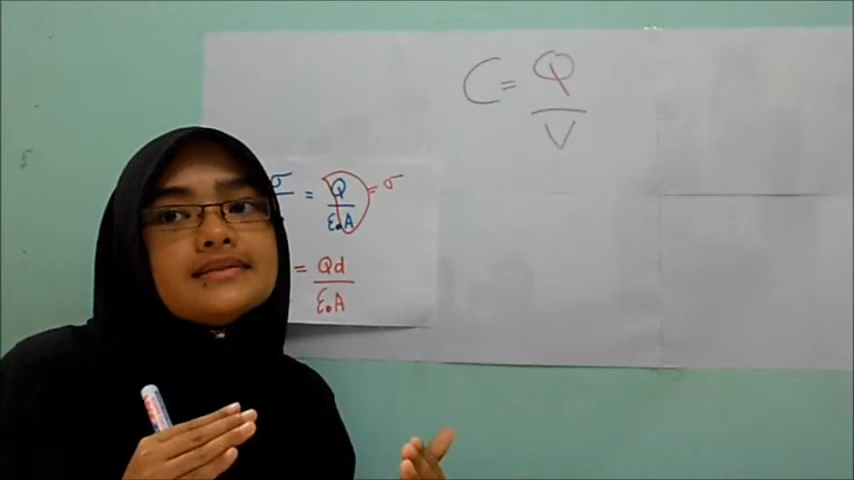 C = Q/V
σ = Q/ε₀A = σ
= Qd/ε₀A